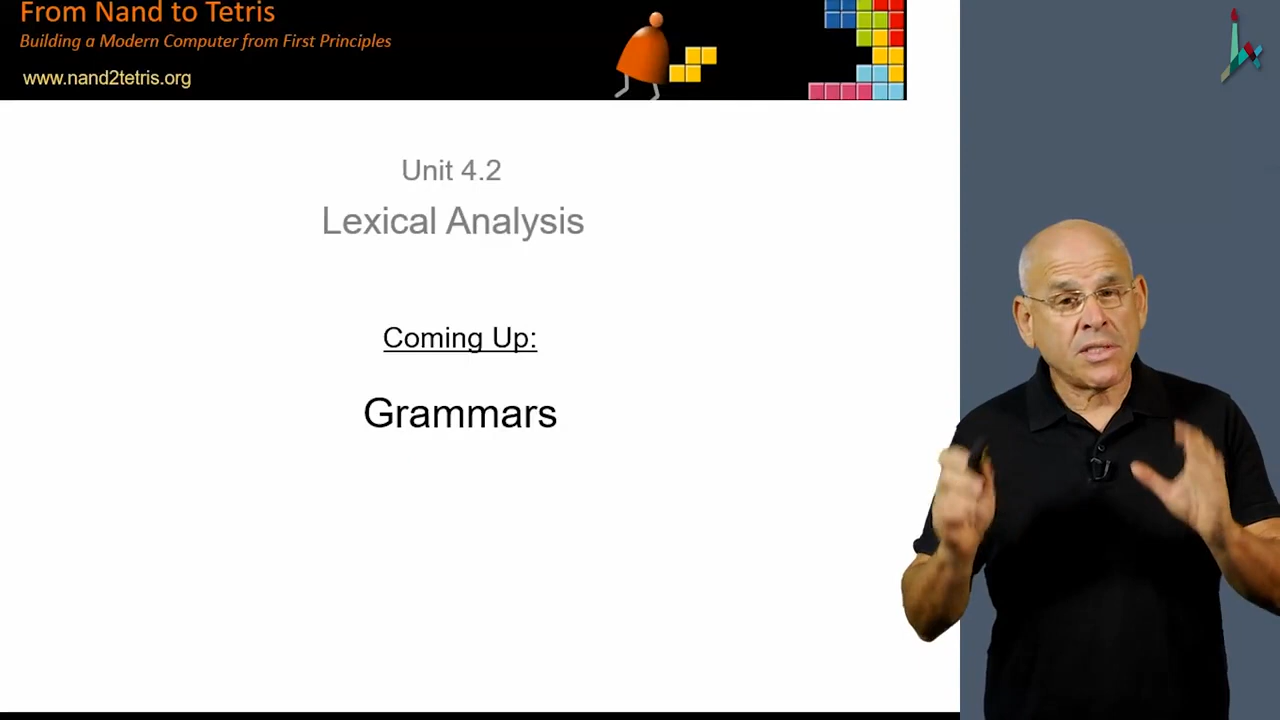 From Nand to Tetris
Building a Modern Computer from First Principles
www.nand2tetris.org
Unit 4.2
Lexical Analysis
Coming Up:
Grammars